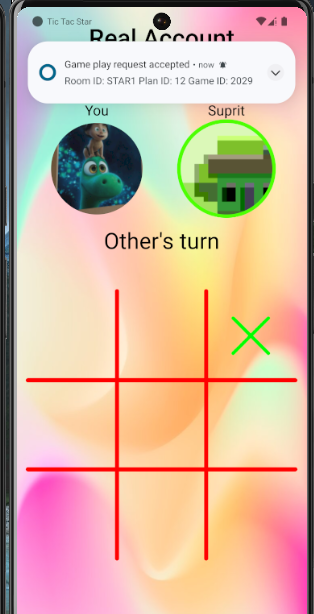 Tic Tac Star
Real Account
Game play request accepted • now
Room ID: STAR1 Plan ID: 12 Game ID: 2029
You
Suprit
Other's turn